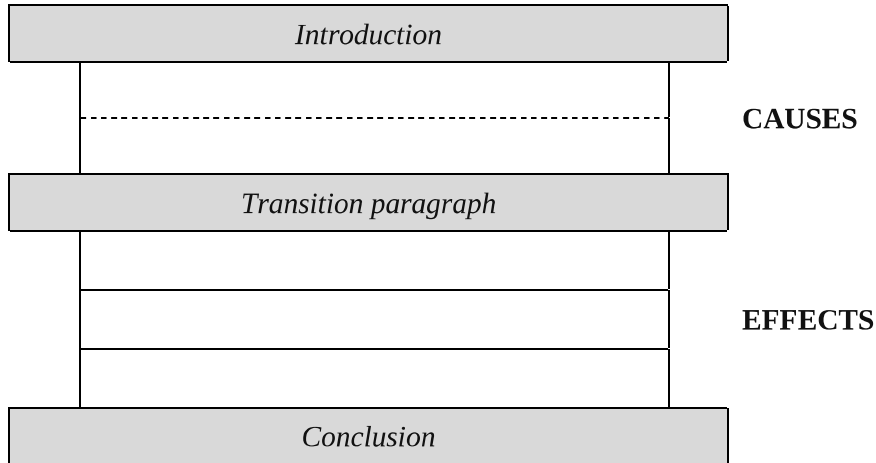 Introduction
CAUSES
Transition paragraph
EFFECTS
Conclusion